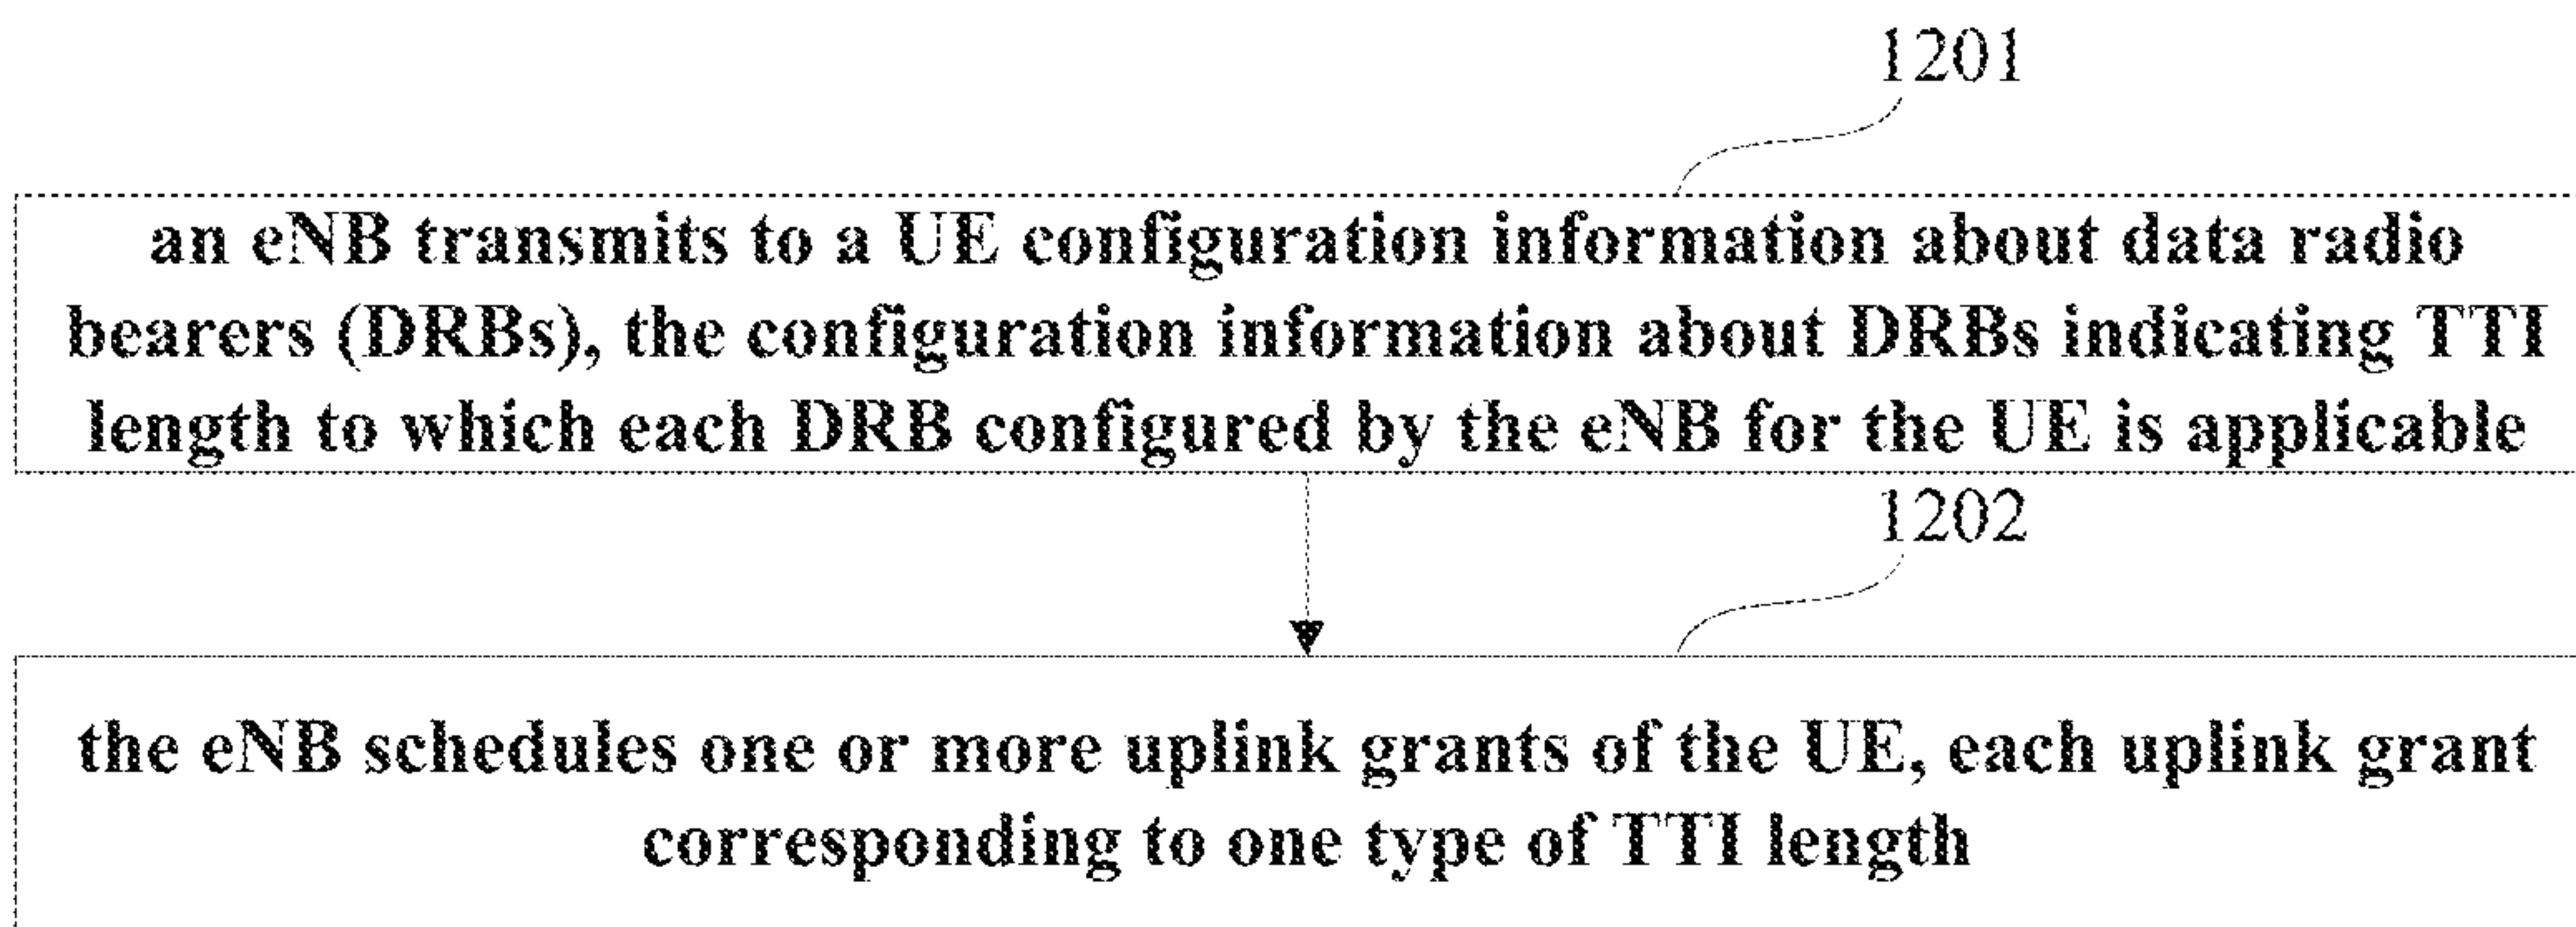 1201
an eNB transmits to a UE configuration information about data radio
bearers (DRBs), the configuration information about DRBs indicating TTI
length to which each DRB configured by the eNB for the UE is applicable
1202
the eNB schedules one or more uplink grants of the UE, each uplink grant
corresponding to one type of TTI length